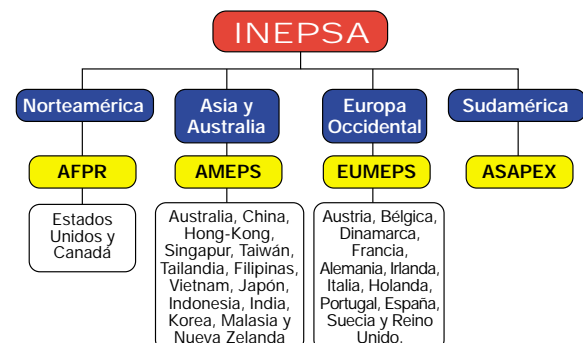 INEPSA
Norteamérica
Asia y
Australia
Europa
Occidental
Sudamérica
AFPR
AMEPS
EUMEPS
ASAPEX
Estados
Unidos y
Canadá
Australia, China,
Hong-Kong,
Singapur, Taiwán,
Tailandia, Filipinas,
Vietnam, Japón,
Indonesia, India,
Korea, Malasia y
Nueva Zelanda
Austria, Bélgica,
Dinamarca,
Francia,
Alemania, Irlanda,
Italia, Holanda,
Portugal, España,
Suecia y Reino
Unido.